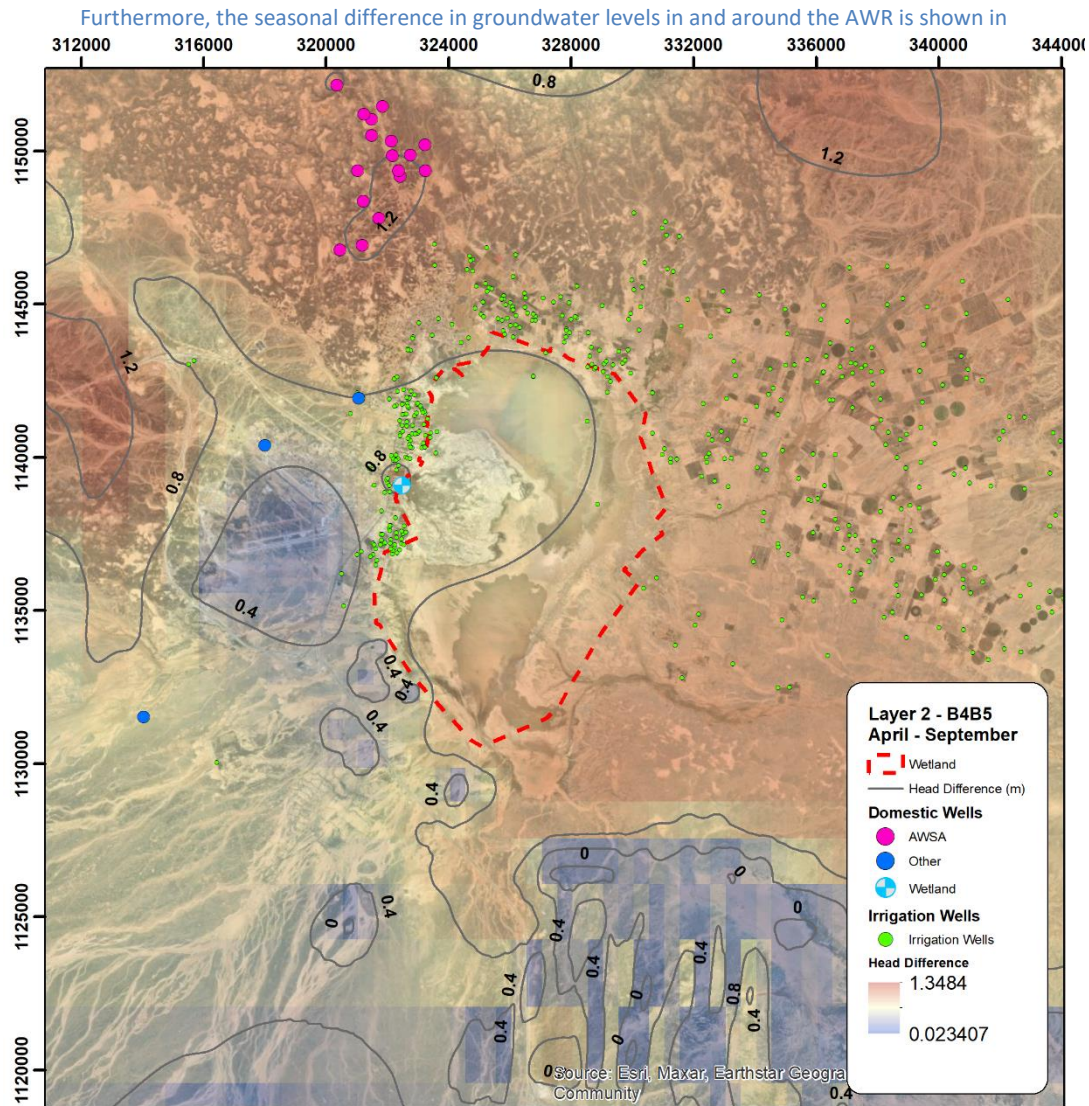 Furthermore, the seasonal difference in groundwater levels in and around the AWR is shown in
312000 316000 320000 324000 328000 332000 336000 340000 344000
0.8
1150000
1.2
1.2
1145000
1.2
1140000
0.8
0.8
1135000
0.4
0.4
0.4
0.4
1130000
0.4
0
0
0.4
0
0
1125000
0.4
0.4
0.4
0.4
0
0.8
0.4
0.4
0
1120000
0
0.4
Layer 2 - B4B5
April - September
Wetland
Head Difference (m)
Domestic Wells
AWSA
Other
Wetland
Irrigation Wells
Irrigation Wells
Head Difference
1.3484
0.023407
Source: Esri, Maxar, Earthstar Geogra
Community